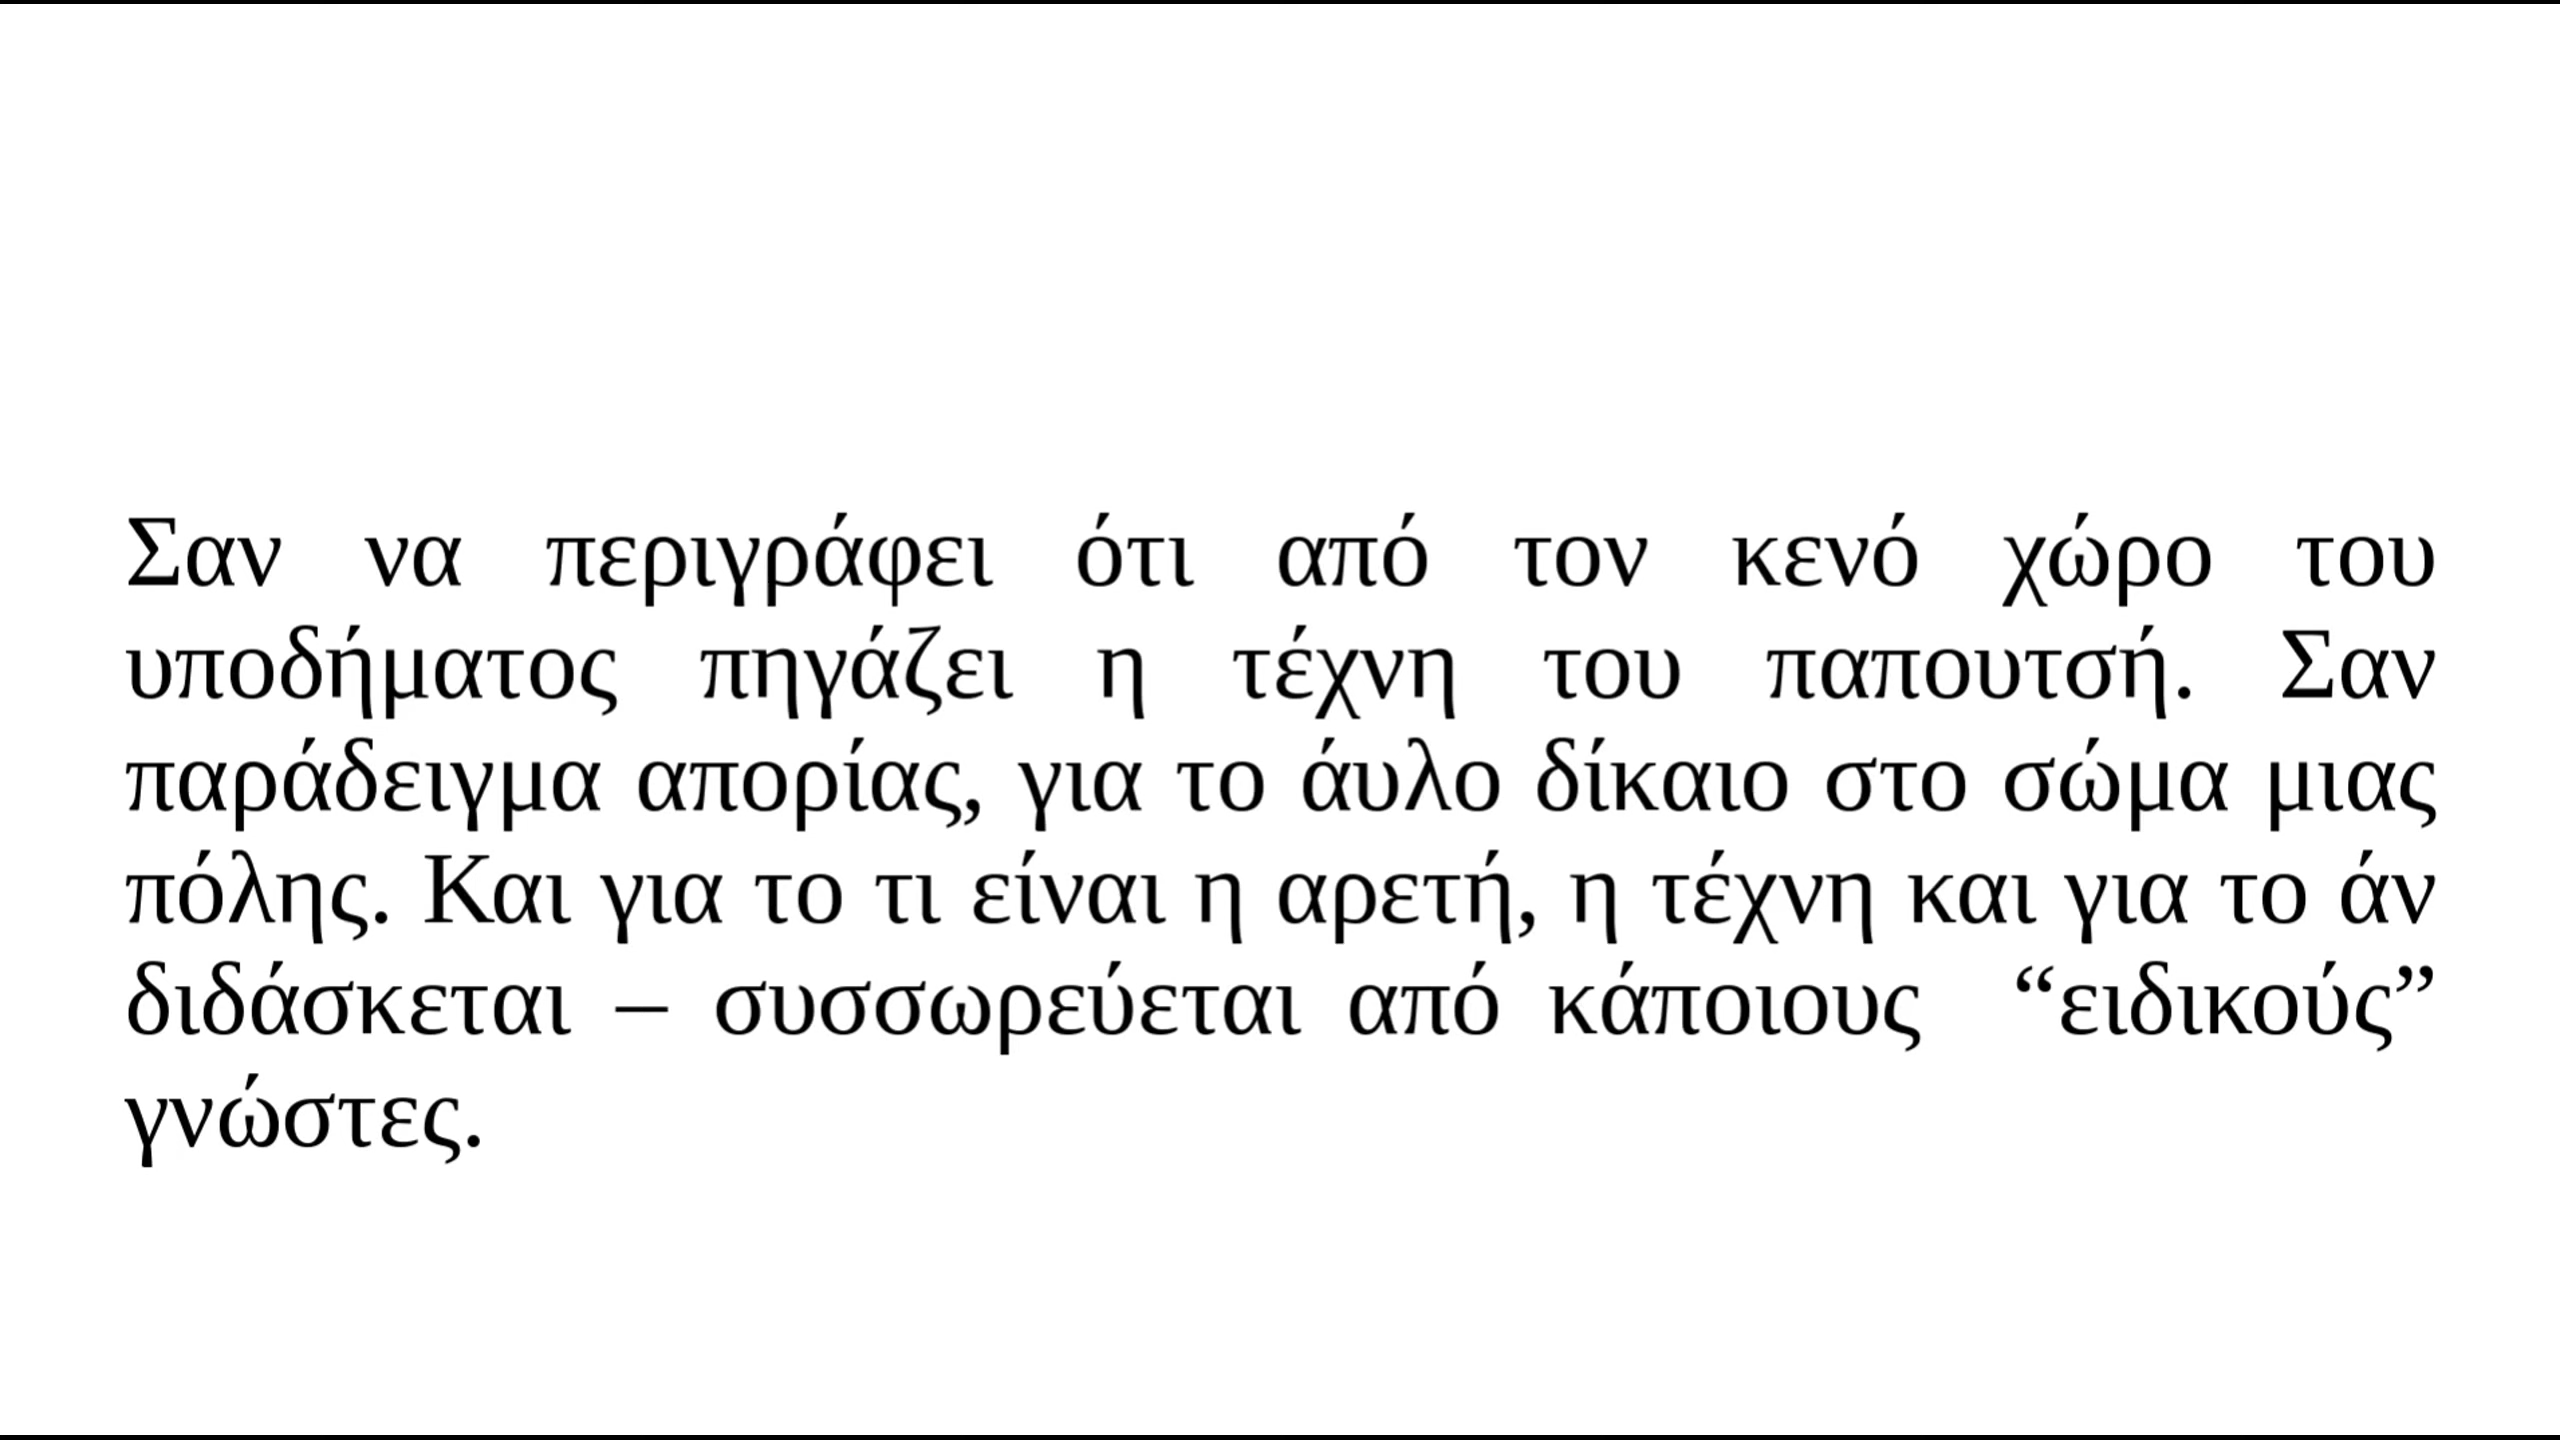 Σαν να περιγράφει ότι από τον κενό χώρο του
υποδήματος πηγάζει η τέχνη του παπουτσή. Σαν
παράδειγμα απορίας, για το άυλο δίκαιο στο σώμα μιας
πόλης. Και για το τι είναι η αρετή, η τέχνη και για το άν
διδάσκεται – συσσωρεύεται από κάποιους “ειδικούς”
γνώστες.